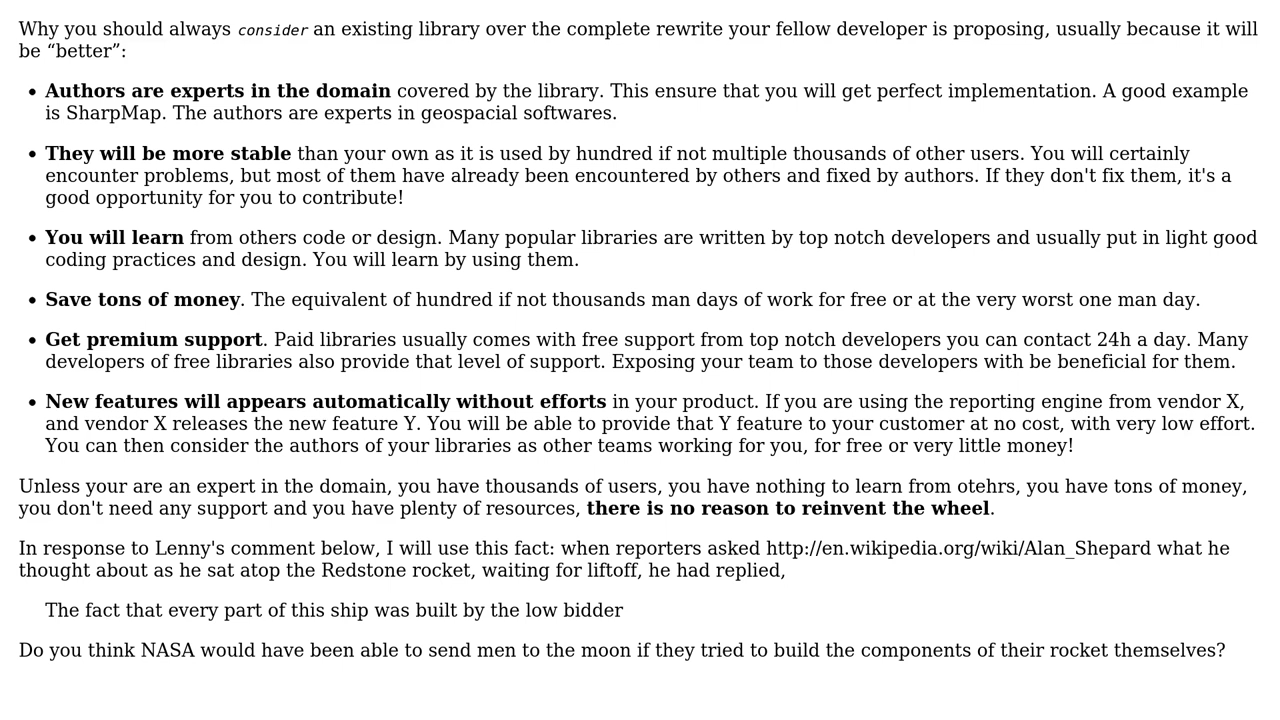 Why you should always consider an existing library over the complete rewrite your fellow developer is proposing, usually because it will
be “better”:
• Authors are experts in the domain covered by the library. This ensure that you will get perfect implementation. A good example
is SharpMap. The authors are experts in geospacial softwares.
• They will be more stable than your own as it is used by hundred if not multiple thousands of other users. You will certainly
encounter problems, but most of them have already been encountered by others and fixed by authors. If they don't fix them, it's a
good opportunity for you to contribute!
• You will learn from others code or design. Many popular libraries are written by top notch developers and usually put in light good
coding practices and design. You will learn by using them.
• Save tons of money. The equivalent of hundred if not thousands man days of work for free or at the very worst one man day.
• Get premium support. Paid libraries usually comes with free support from top notch developers you can contact 24h a day. Many
developers of free libraries also provide that level of support. Exposing your team to those developers with be beneficial for them.
• New features will appears automatically without efforts in your product. If you are using the reporting engine from vendor X,
and vendor X releases the new feature Y. You will be able to provide that Y feature to your customer at no cost, with very low effort.
You can then consider the authors of your libraries as other teams working for you, for free or very little money!
Unless your are an expert in the domain, you have thousands of users, you have nothing to learn from otehrs, you have tons of money,
you don't need any support and you have plenty of resources, there is no reason to reinvent the wheel.
In response to Lenny's comment below, I will use this fact: when reporters asked http://en.wikipedia.org/wiki/Alan_Shepard what he
thought about as he sat atop the Redstone rocket, waiting for liftoff, he had replied,
The fact that every part of this ship was built by the low bidder
Do you think NASA would have been able to send men to the moon if they tried to build the components of their rocket themselves?